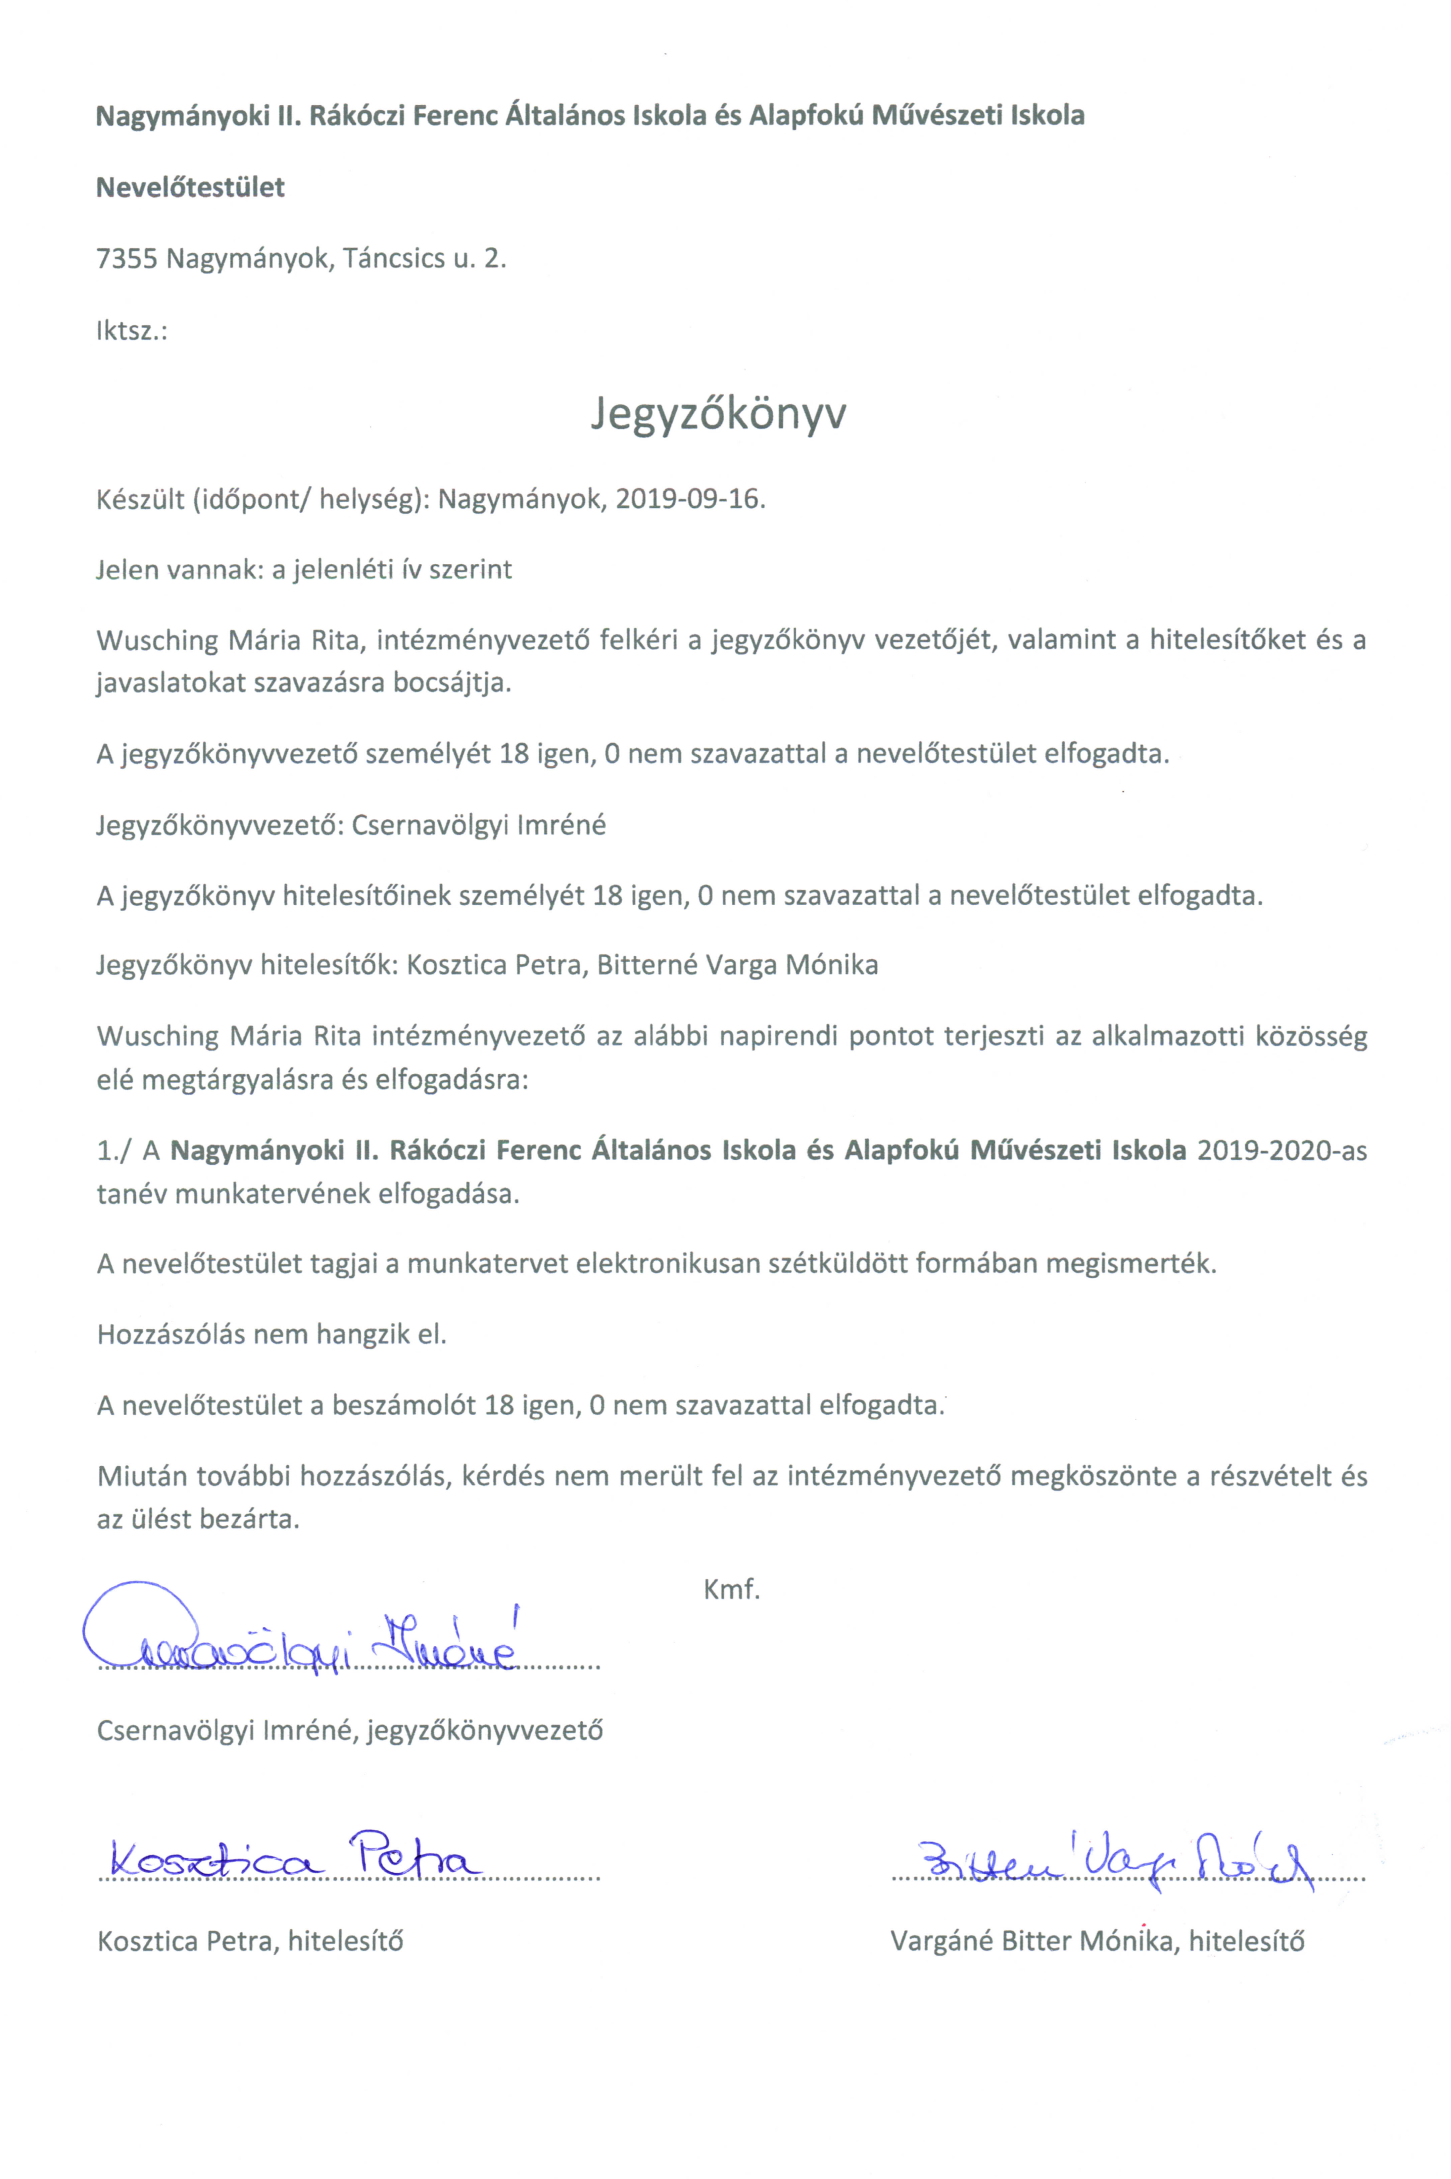 Nagymányoki II. Rákóczi Ferenc Általános Iskola és Alapfokú Művészeti Iskola
Nevelőtestület
7355 Nagymányok, Táncsics u. 2.
Iktsz.:
Jegyzőkönyv
Készült (időpont/ helység): Nagymányok, 2019-09-16.
Jelen vannak: a jelenléti ív szerint
Wusching Mária Rita, intézményvezető felkéri a jegyzőkönyv vezetőjét, valamint a hitelesítőket és a
javaslatokat szavazásra bocsájtja.
A jegyzőkönyvvezető személyét 18 igen, 0 nem szavazattal a nevelőtestület elfogadta.
Jegyzőkönyvvezető: Csernavölgyi Imréné
A jegyzőkönyv hitelesítőinek személyét 18 igen, 0 nem szavazattal a nevelőtestület elfogadta.
Jegyzőkönyv hitelesítők: Kosztica Petra, Bitterné Varga Mónika
Wusching Mária Rita intézményvezető az alábbi napirendi pontot terjeszti az alkalmazotti közösség
elé megtárgyalásra és elfogadásra:
1./ A Nagymányoki II. Rákóczi Ferenc Általános Iskola és Alapfokú Művészeti Iskola 2019-2020-as
tanév munkatervének elfogadása.
A nevelőtestület tagjai a munkatervet elektronikusan szétküldött formában megismerték.
Hozzászólás nem hangzik el.
A nevelőtestület a beszámolót 18 igen, 0 nem szavazattal elfogadta.
Miután további hozzászólás, kérdés nem merült fel az intézményvezető megköszönte a részvételt és
az ülést bezárta.
Kmf.
Csernavölgyi Imréné
Csernavölgyi Imréné, jegyzőkönyvvezető
Kosztica Petra
Kosztica Petra, hitelesítő
Vargáné Bitter Mónika, hitelesítő